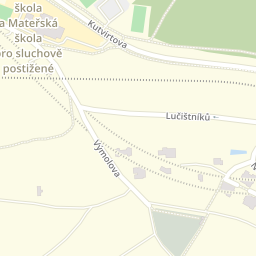 škola
a Mateřská
škola
pro sluchově
postižené
Kutvirtova
Lučištníků ←
Výmolova